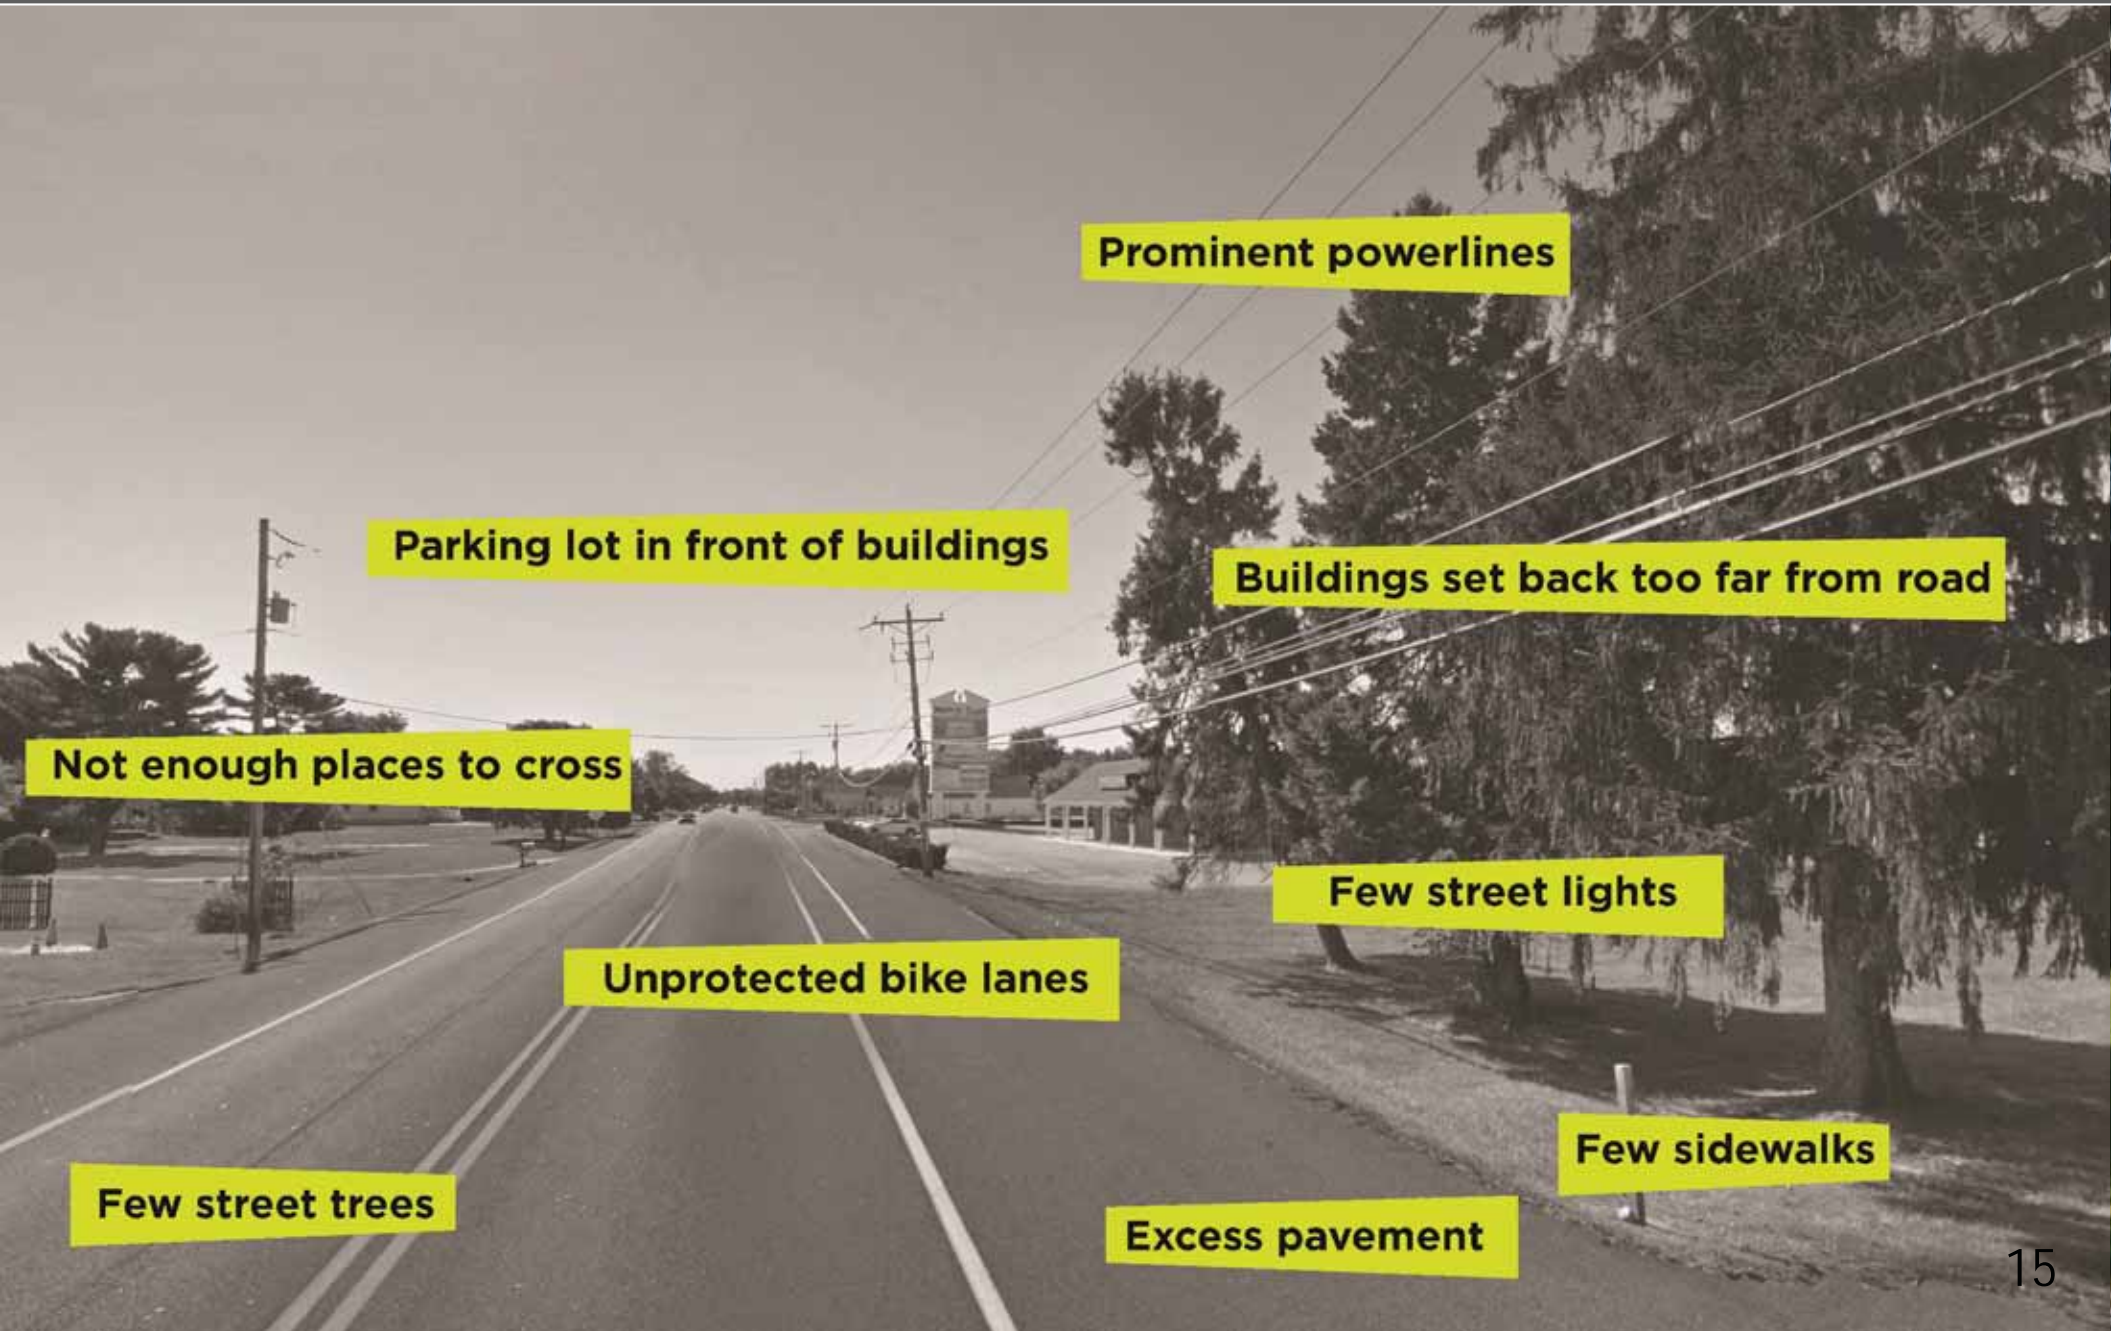 Prominent powerlines
Parking lot in front of buildings
Buildings set back too far from road
Not enough places to cross
Few street lights
Unprotected bike lanes
Few sidewalks
Few street trees
Excess pavement
15